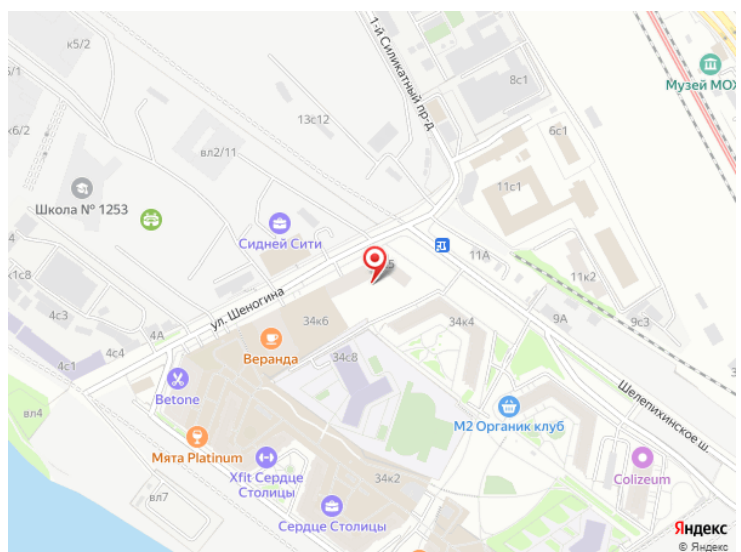 к5/2
6/1
к6/2
вл2/11
13с12
1-й Силикатный пр-д
8с1
6с1
11с1
Музей МОХ
Школа № 1253
Сидней Сити
11А
11к2
9А
9с3
к1с8
4с3
4А
4с4
4с1
ул. Шеногина
34к6
34к4
Веранда
34с8
Betone
М2 Органик клуб
Шелепихинское ш.
вл4
Мята Platinum
Xfit Сердце
Столицы
34к2
Colizeum
вл7
Сердце Столицы
Яндекс
© Яндекс